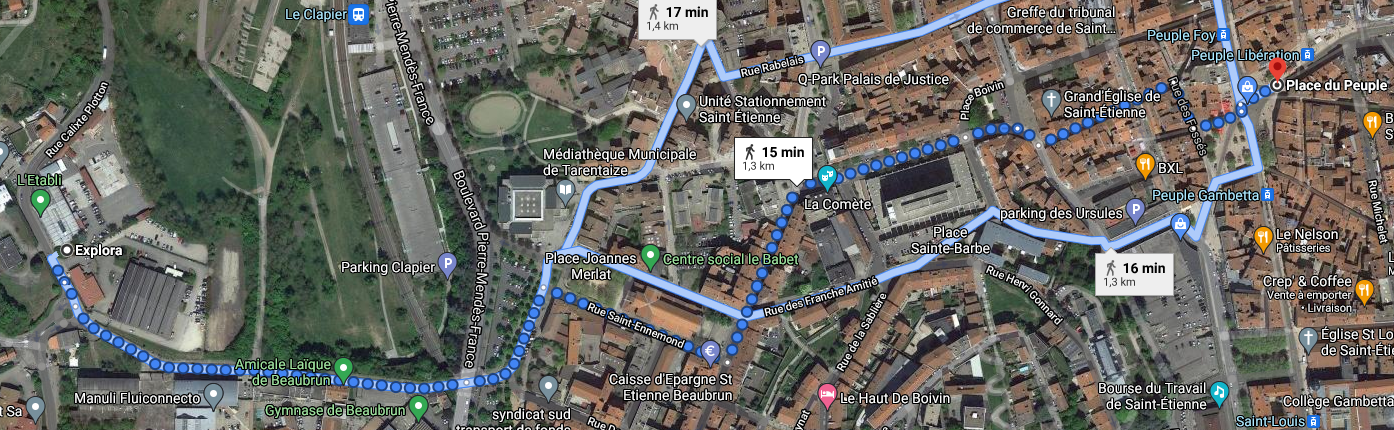 Le Clapier
Pierre-Mendès-France
17 min
1,4 km
Greffe du tribunal
de commerce de Saint...
Peuple Foy
Peuple Libération
Rue Rabelais
Q-Park Palais de Justice
Place du Peuple
Rue Calixte Plotton
Unité Stationnement
Saint Étienne
Place Boivin
Grand'Église de
Saint-Étienne
Rue des Fossés
15 min
1,3 km
Médiathèque Municipale
de Tarentaize
BXL
L'Etabli
Boulevard Pierre-Mendès-France
La Comète
Peuple Gambetta
Rue Michelet
parking des Ursules
Explora
Place
Sainte-Barbe
Le Nelson
Pâtisseries
Parking Clapier
Place Joannes
Merlat
Centre social le Babet
16 min
1,3 km
Rue Hervi Gonnard
Crep' & Coffee
Vente à emporter
· Livraison
Rue des Franche Amitié
Rue Saint-Ennemond
Rue de la Sablière
Église St Lo
de Saint-Étie
Amicale Laïque
de Beaubrun
Caisse d'Epargne St
Etienne Beaubrun
Manuli Fluiconnecto
Le Haut De Boivin
Bourse du Travail
de Saint-Étienne
Collège Gambetta
t Sa
Gymnase de Beaubrun
syndicat sud
transport de fonds
Rue D
Saint-Louis